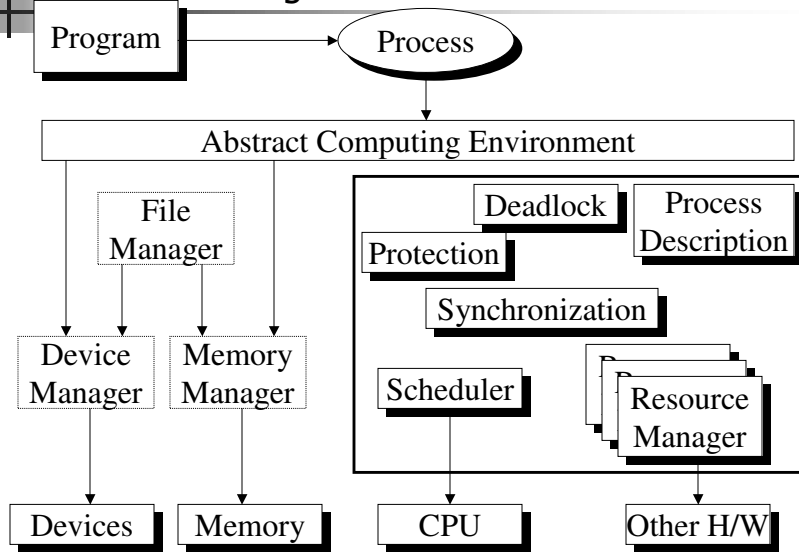 Program
Process
Abstract Computing Environment
File
Manager
Deadlock
Process
Description
Protection
Synchronization
Device
Manager
Memory
Manager
Scheduler
Resource
Manager
Devices
Memory
CPU
Other H/W